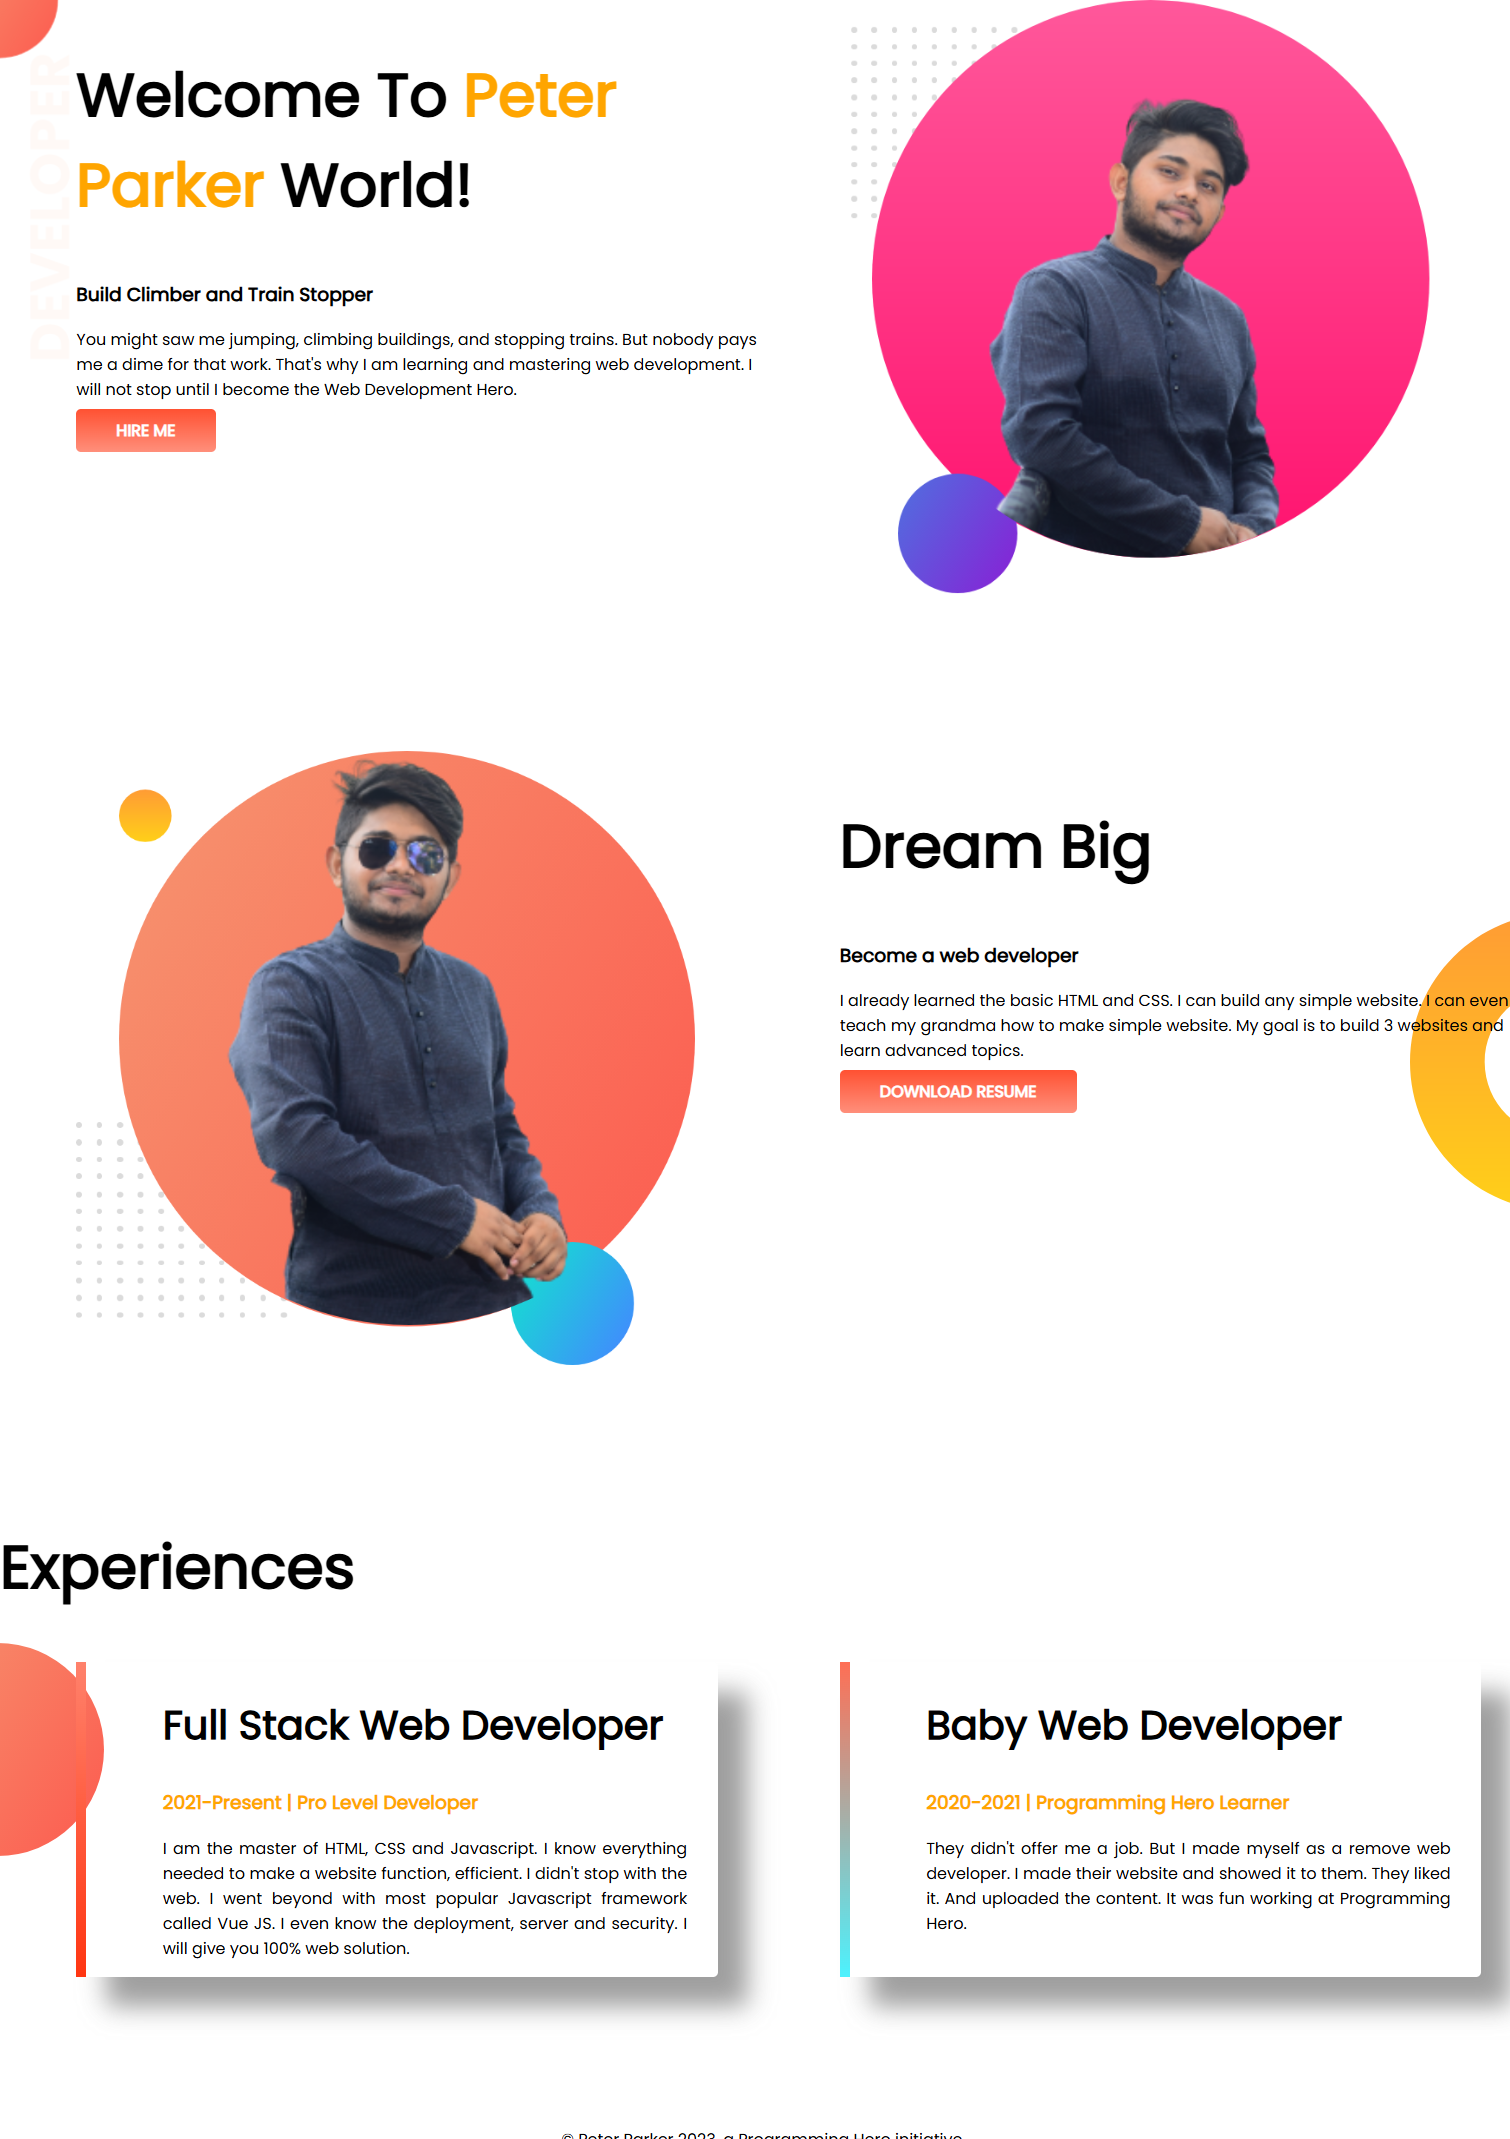 DEVELOPER
Welcome To Peter
Parker World!
Build Climber and Train Stopper
You might saw me jumping, climbing buildings, and stopping trains. But nobody pays
me a dime for that work. That's why I am learning and mastering web development. I
will not stop until I become the Web Development Hero.
HIRE ME
Dream Big
Become a web developer
I already learned the basic HTML and CSS. I can build any simple website. I can even
teach my grandma how to make simple website. My goal is to build 3 websites and
learn advanced topics.
DOWNLOAD RESUME
Experiences
Full Stack Web Developer
2021-Present | Pro Level Developer
I am the master of HTML, CSS and Javascript. I know everything
needed to make a website function, efficient. I didn't stop with the
web. I went beyond with most popular Javascript framework
called Vue JS. I even know the deployment, server and security. I
will give you 100% web solution.
Baby Web Developer
2020-2021 | Programming Hero Learner
They didn't offer me a job. But I made myself as a remove web
developer. I made their website and showed it to them. They liked
it. And uploaded the content. It was fun working at Programming
Hero.
© Peter Parker 2023, a Programming Hero initiative